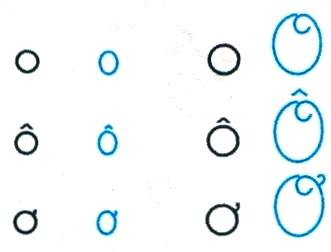 o o O O
ô ô Ô Ô
ơ ơ Ơ Ơ